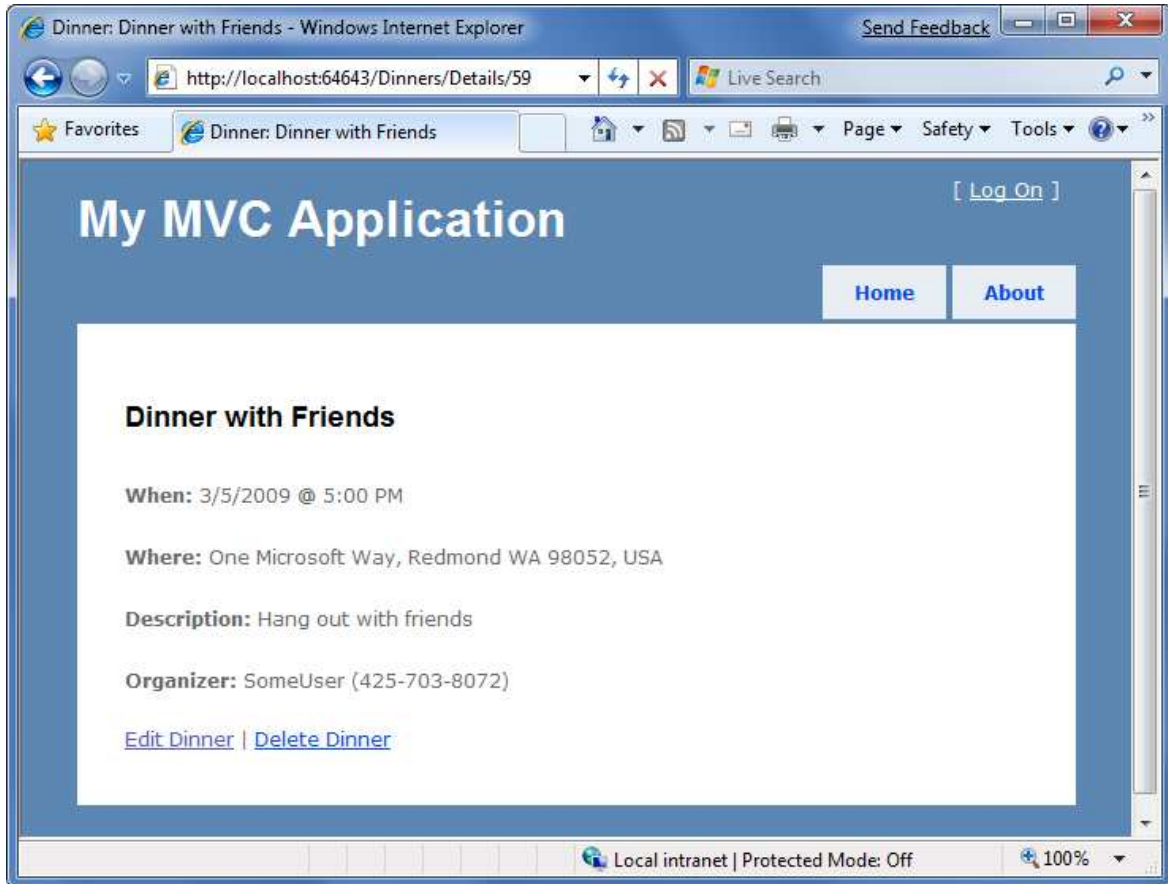 Dinner: Dinner with Friends - Windows Internet Explorer Send Feedback
http://localhost:64643/Dinners/Details/59 Live Search
Favorites Dinner: Dinner with Friends Page Safety Tools
[ Log On ]
My MVC Application
Home About
Dinner with Friends
When: 3/5/2009 @ 5:00 PM
Where: One Microsoft Way, Redmond WA 98052, USA
Description: Hang out with friends
Organizer: SomeUser (425-703-8072)
Edit Dinner | Delete Dinner
Local intranet | Protected Mode: Off 100%